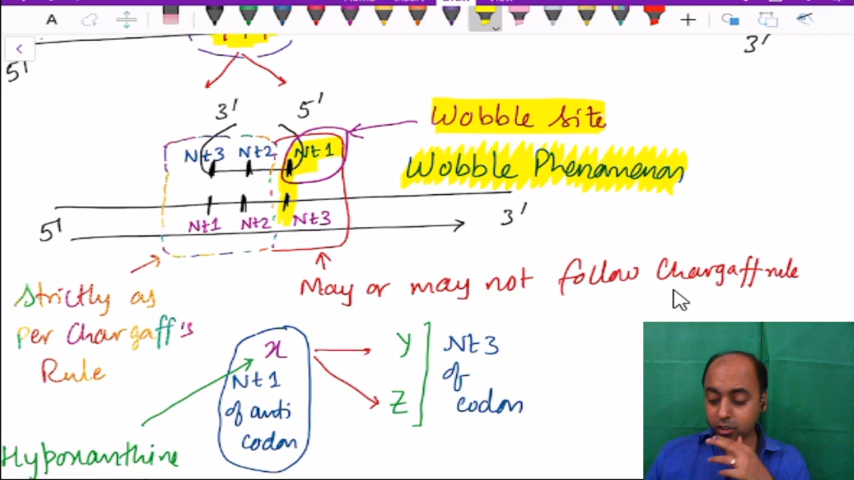 5'
3'
3' 5'
Wobble site
Nt3 Nt2 Nt1
Wobble Phenomenon
Nt1 Nt2 Nt3
5' 3'
May or may not follow Chargaff rule
Strictly as
per Chargaff's
Rule
x
Nt1
of anti
codon
Y
Z
Nt3
of
codon
Hypoxanthine